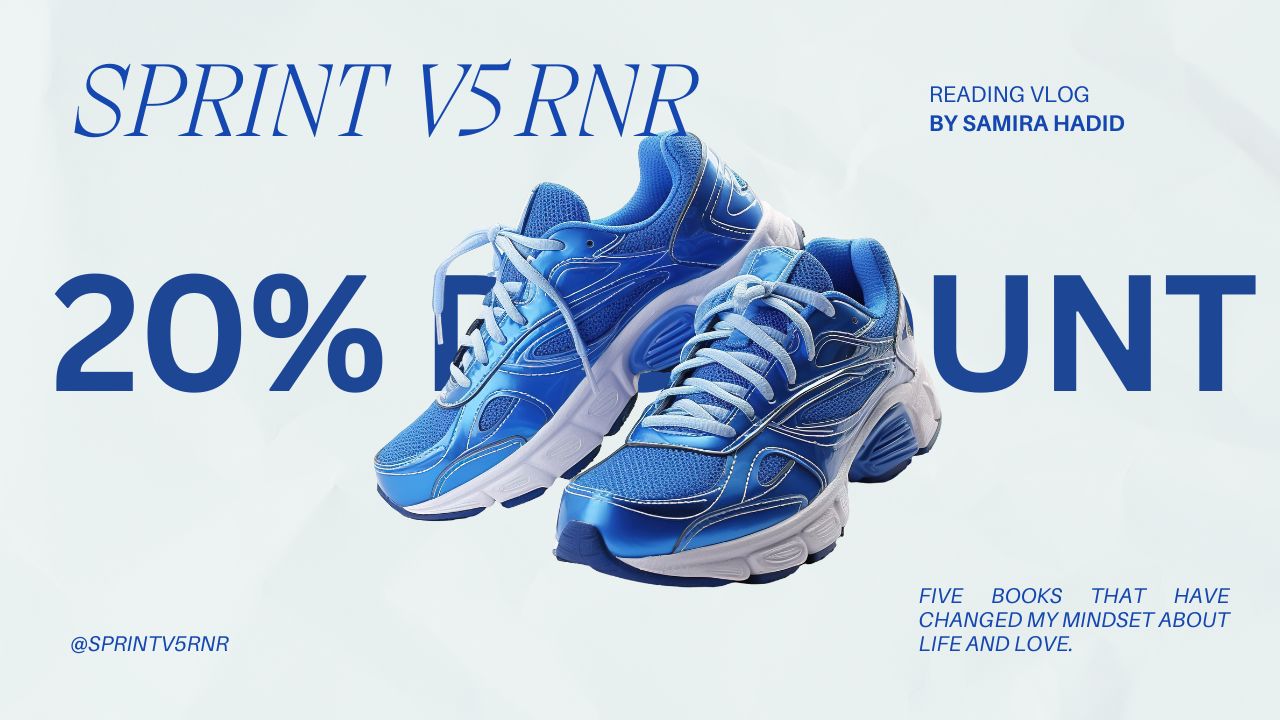 SPRINT V5 RNR
READING VLOG
BY SAMIRA HADID
20% D UNT
@SPRINTV5RNR
FIVE BOOKS THAT HAVE
CHANGED MY MINDSET ABOUT
LIFE AND LOVE.